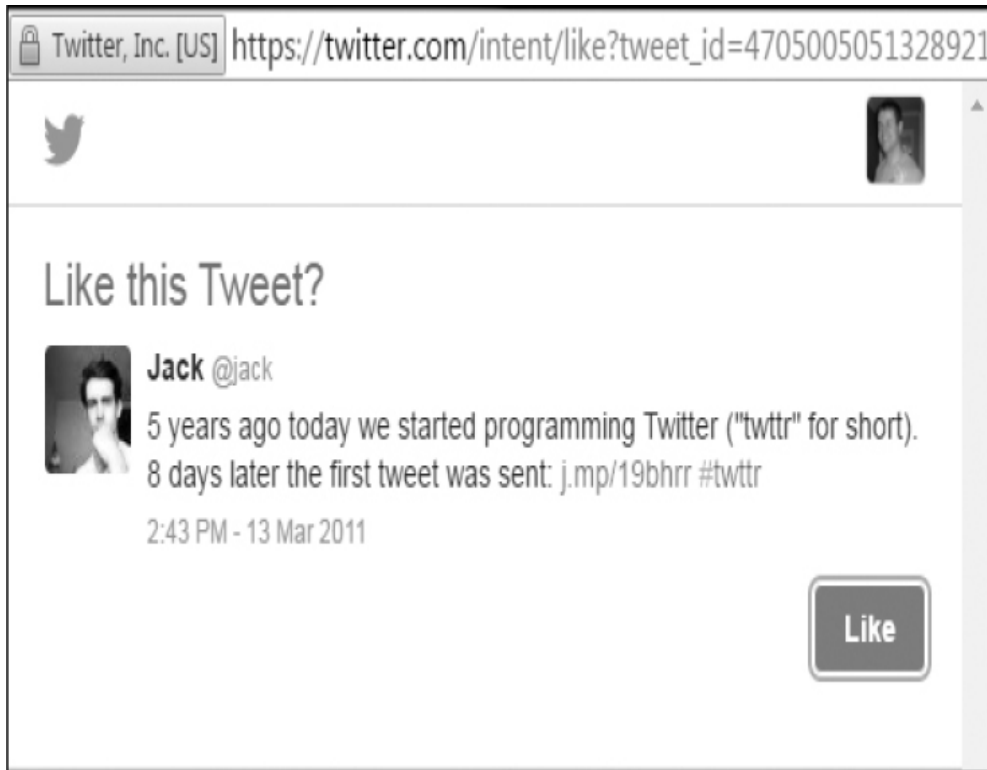 Twitter, Inc. [US] https://twitter.com/intent/like?tweet_id=4705005051328921
Like this Tweet?
Jack @jack
5 years ago today we started programming Twitter ("twttr" for short).
8 days later the first tweet was sent: j.mp/19bhrr #twttr
2:43 PM - 13 Mar 2011
Like